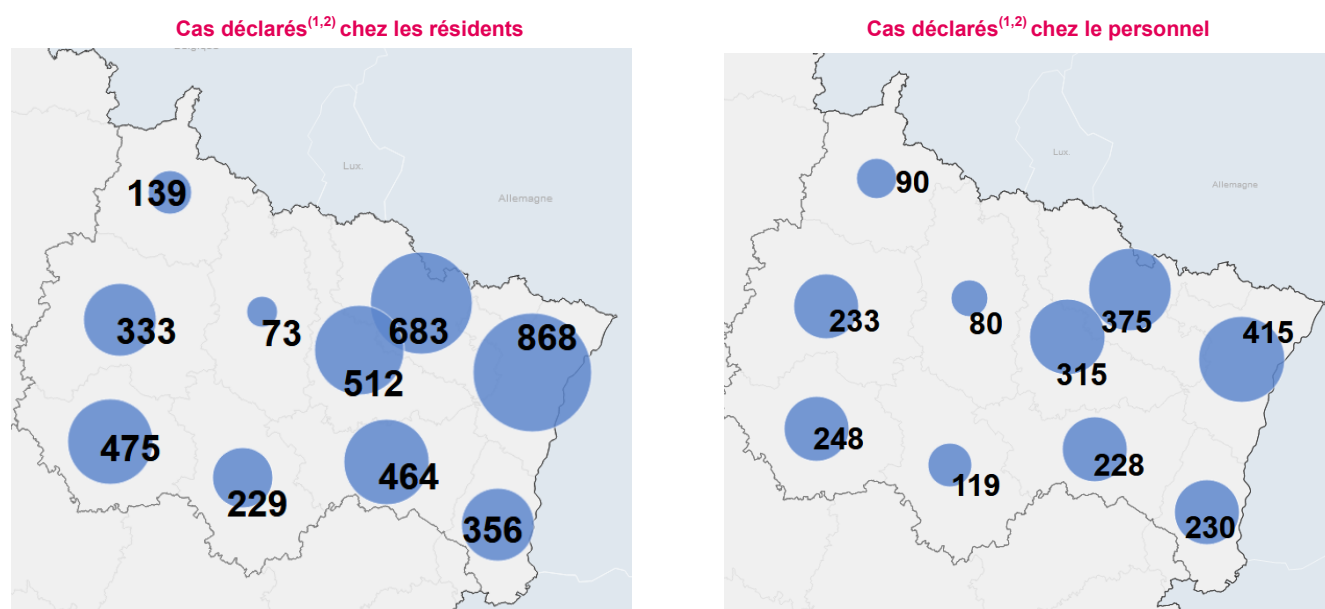 Cas déclarés(1,2) chez les résidents
Belgique
Lux.
Allemagne
139
333
73
683
868
512
475
464
229
356
Cas déclarés(1,2) chez le personnel
Lux.
Allemagne
90
233
80
375
415
315
248
228
119
230